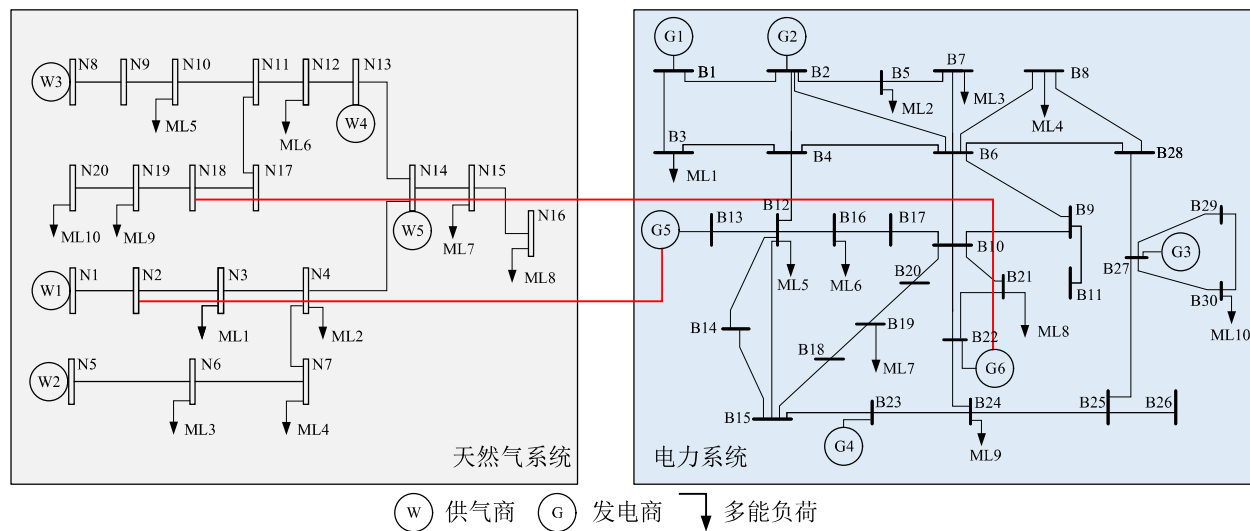 G1 G2
W3 N8 N9 N10 N11 N12 N13
B1 B2 B5 B7 B8
ML5 ML6 W4 ML2 ML3 ML4
B3 B4 B6 B28
ML1
N20 N19 N18 N17 N14 N15
ML10 ML9 W5 ML7 N16 ML8
G5 B13 B12 B16 B17 B10 B9 B29
ML5 ML6 B20 B21 B11 B27 G3 B30
W1 N1 N2 N3 N4
ML1 ML2
B14 B19 B22 ML8 ML10
B18 ML7 G6
W2 N5 N6 N7
ML3 ML4
B15 B23 B24 B25 B26
G4 ML9
天然气系统 电力系统
W 供气商 G 发电商 多能负荷